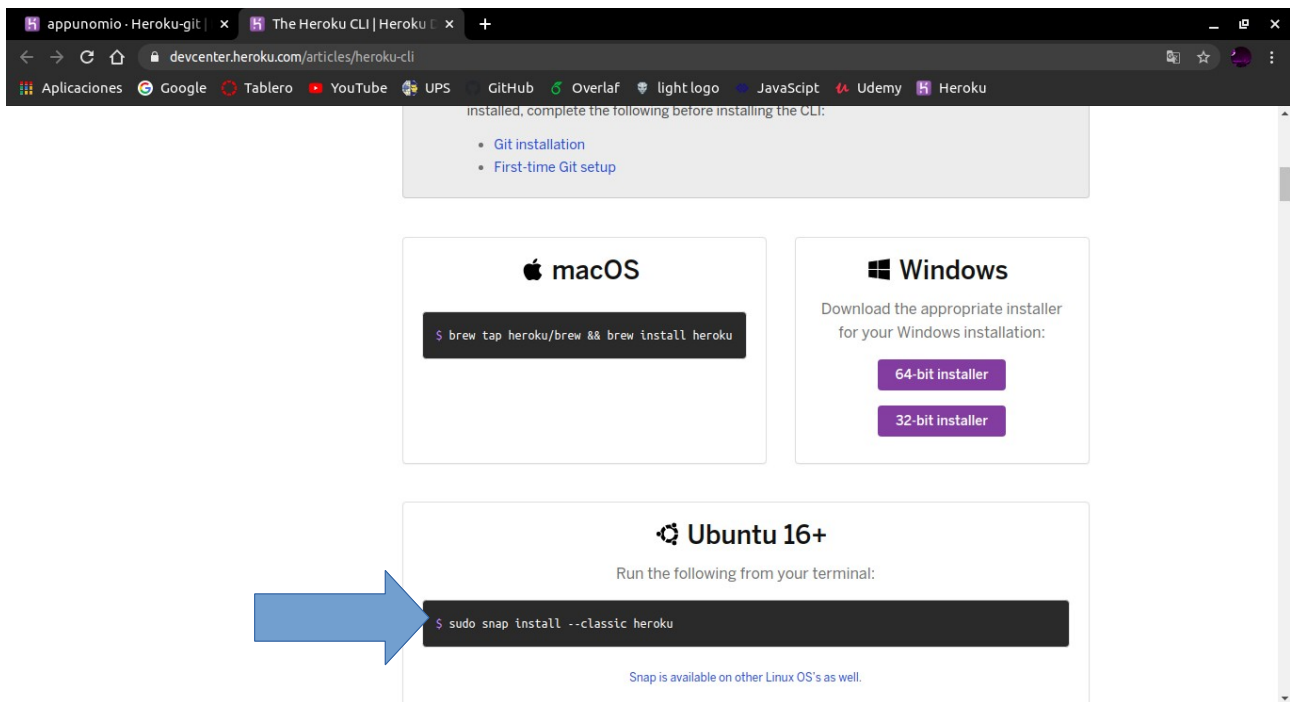 appunomio · Heroku-git |
The Heroku CLI | Heroku D
devcenter.heroku.com/articles/heroku-cli
Aplicaciones Google Tablero YouTube UPS GitHub Overlaf light logo JavaScipt Udemy Heroku
installed, complete the following before installing the CLI:
Git installation
First-time Git setup
macOS
$ brew tap heroku/brew && brew install heroku
Windows
Download the appropriate installer
for your Windows installation:
64-bit installer
32-bit installer
Ubuntu 16+
Run the following from your terminal:
$ sudo snap install --classic heroku
Snap is available on other Linux OS's as well.